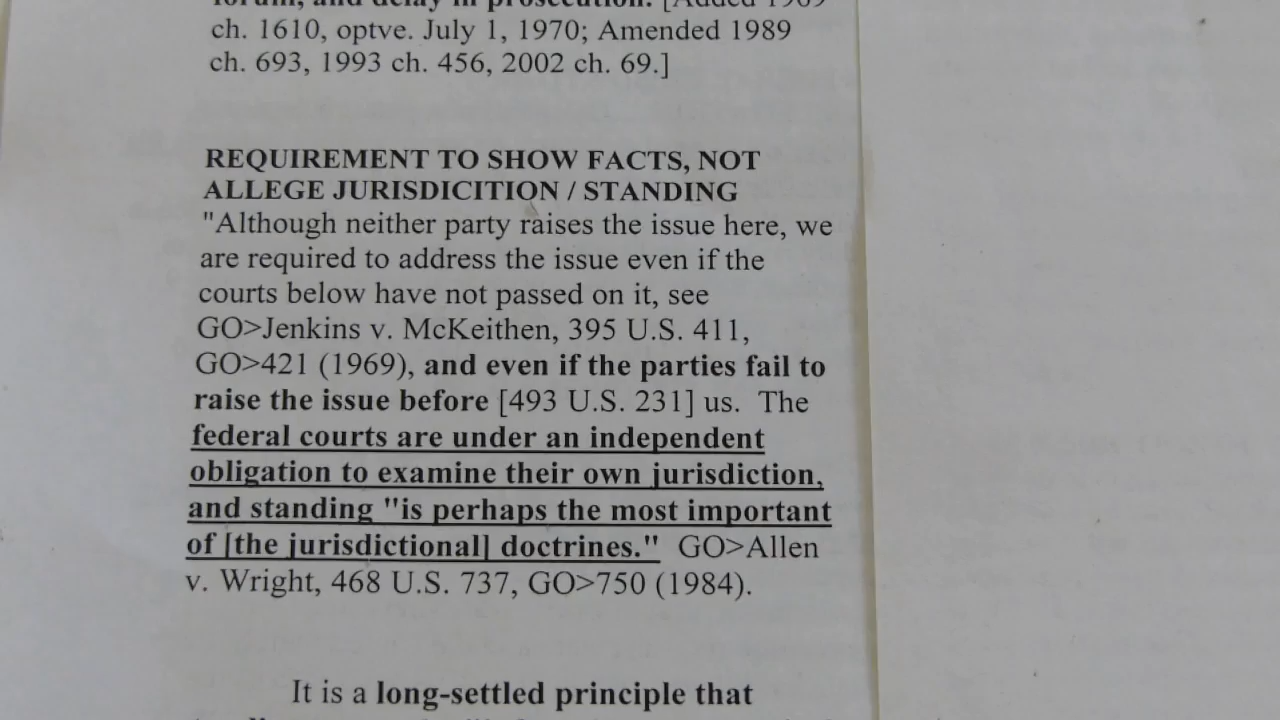 forum, and delay in prosecution. [Added 1969
ch. 1610, optve. July 1, 1970; Amended 1989
ch. 693, 1993 ch. 456, 2002 ch. 69.]
REQUIREMENT TO SHOW FACTS, NOT
ALLEGE JURISDICITION / STANDING
"Although neither party raises the issue here, we
are required to address the issue even if the
courts below have not passed on it, see
GO>Jenkins v. McKeithen, 395 U.S. 411,
GO>421 (1969), and even if the parties fail to
raise the issue before [493 U.S. 231] us.  The
federal courts are under an independent
obligation to examine their own jurisdiction,
and standing "is perhaps the most important
of [the jurisdictional] doctrines."  GO>Allen
v. Wright, 468 U.S. 737, GO>750 (1984).
It is a long-settled principle that